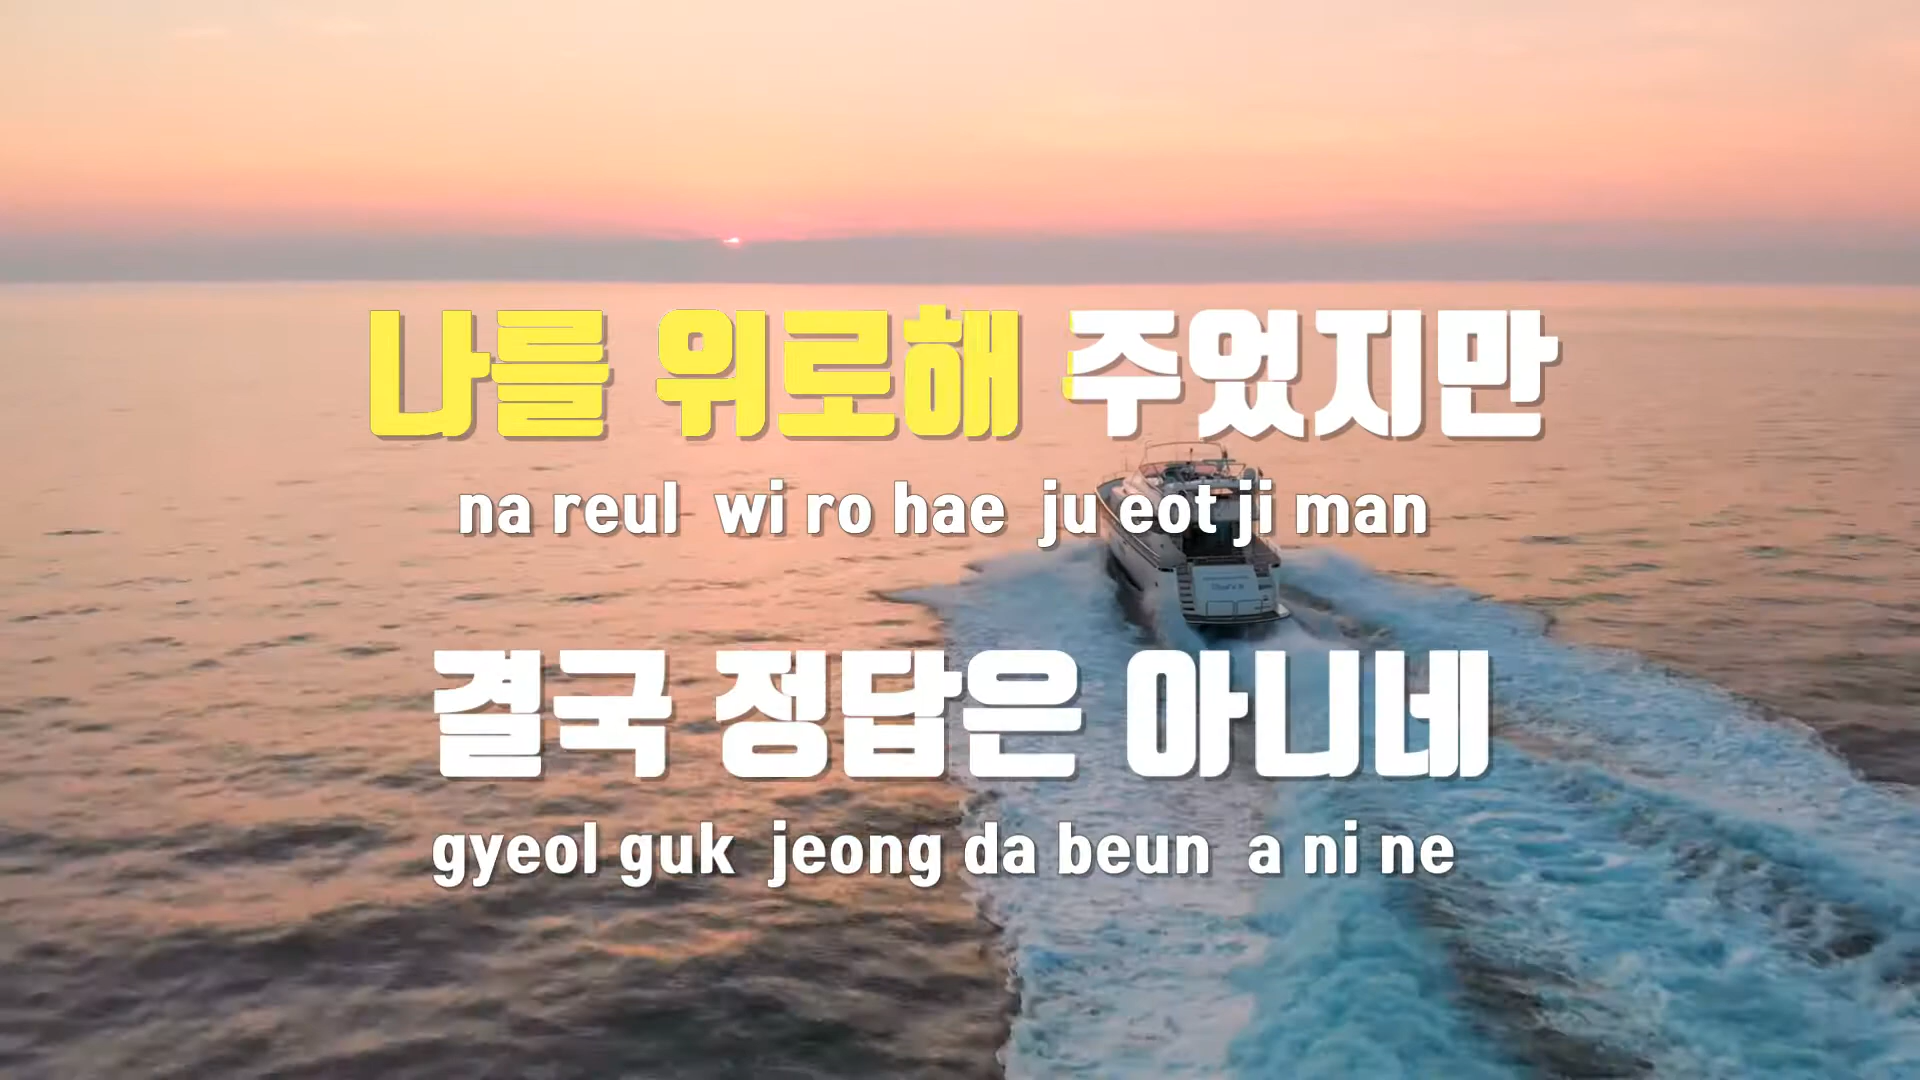 나를 위로해 주었지만
na reul wi ro hae ju eot ji man
결국 정답은 아니네
gyeol guk jeong da beun a ni ne